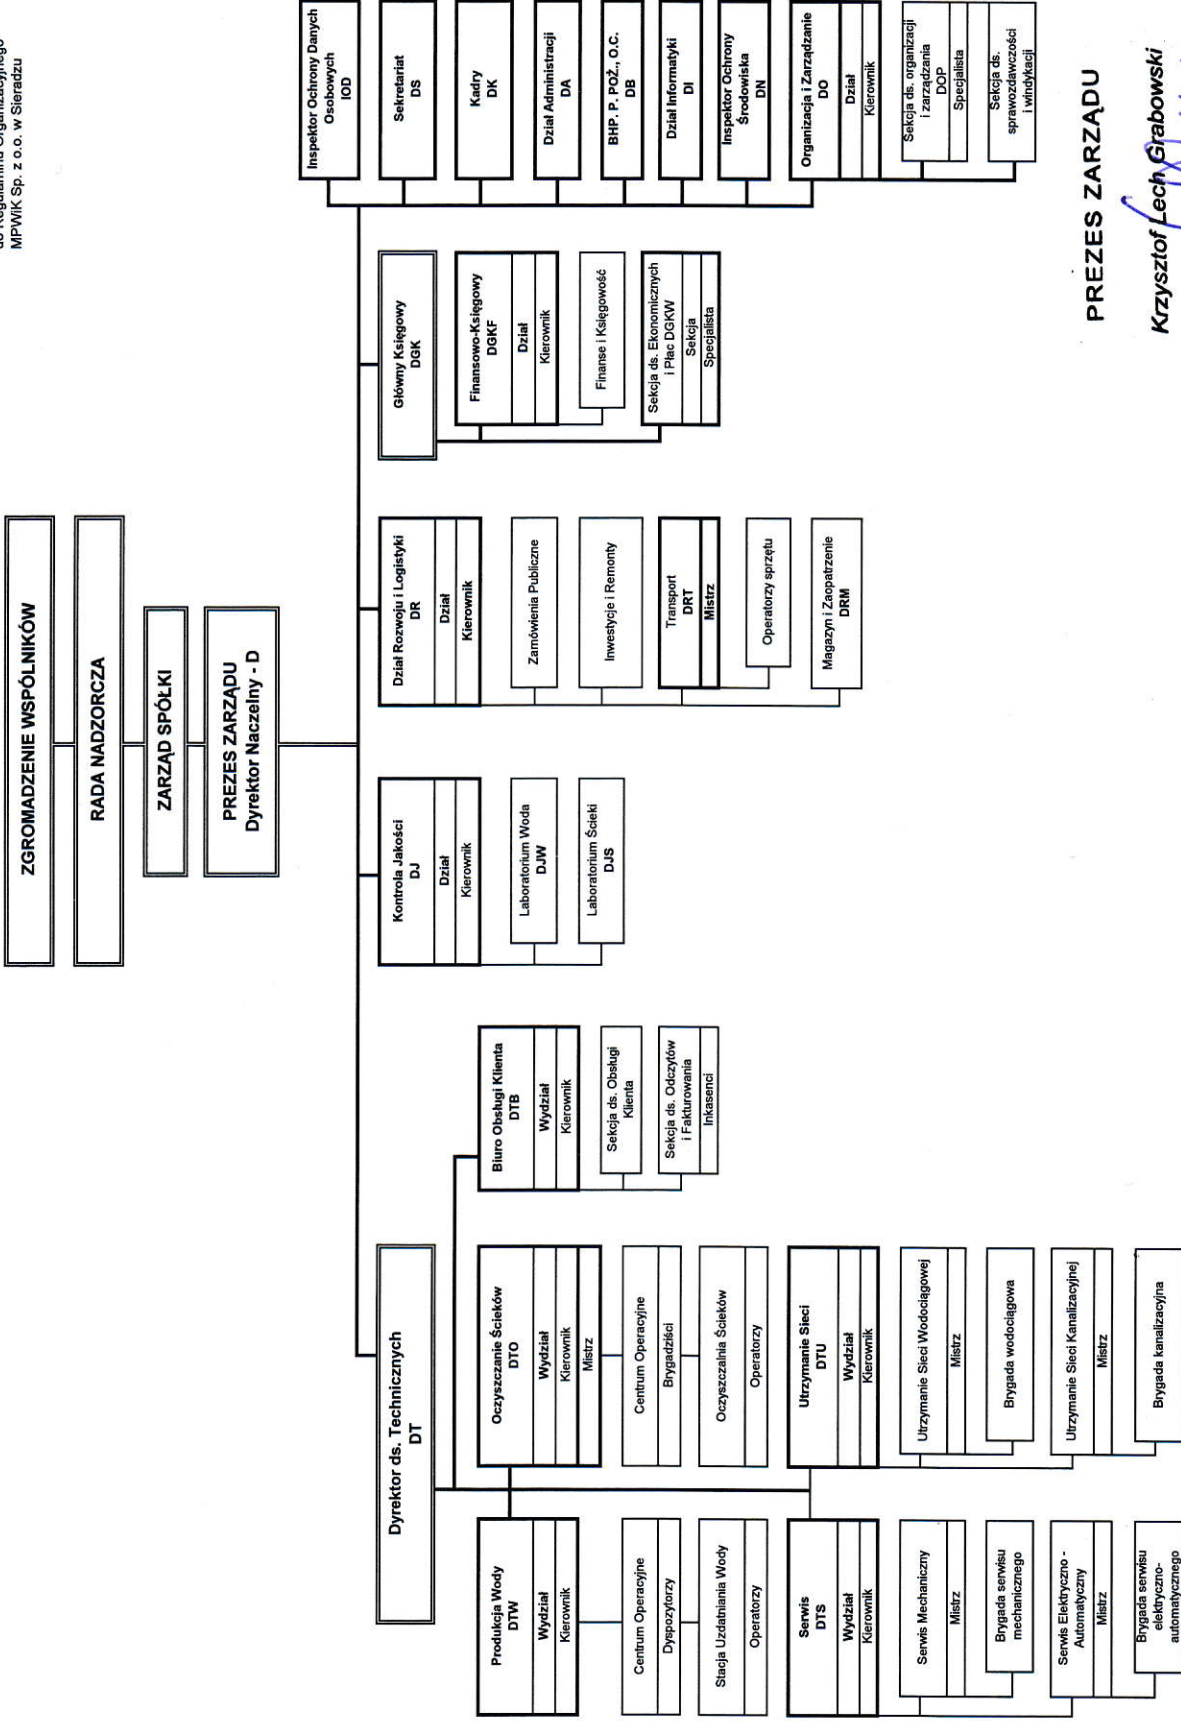 do Regulaminu Organizacyjnego
MPWiK Sp. z o.o. w Sieradzu
ZGROMADZENIE WSPÓLNIKÓW
RADA NADZORCZA
ZARZĄD SPÓŁKI
PREZES ZARZĄDU
Dyrektor Naczelny - D
Dyrektor ds. Technicznych
DT
Produkcja Wody
DTW
Wydział
Kierownik
Centrum Operacyjne
Dyspozytorzy
Stacja Uzdatniania Wody
Operatorzy
Serwis
DTS
Wydział
Kierownik
Serwis Mechaniczny
Mistrz
Brygada serwisu
mechanicznego
Serwis Elektryczno -
Automatyczny
Mistrz
Brygada serwisu
elektryczno-
automatycznego
Oczyszczanie Ścieków
DTO
Wydział
Kierownik
Mistrz
Centrum Operacyjne
Brygadziści
Oczyszczalnia Ścieków
Operatorzy
Utrzymanie Sieci
DTU
Wydział
Kierownik
Utrzymanie Sieci Wodociągowej
Mistrz
Brygada wodociągowa
Utrzymanie Sieci Kanalizacyjnej
Mistrz
Brygada kanalizacyjna
Biuro Obsługi Klienta
DTB
Wydział
Kierownik
Sekcja ds. Obsługi
Klienta
Sekcja ds. Odczytów
i Fakturowania
Inkasenci
Kontrola Jakości
DJ
Dział
Kierownik
Laboratorium Woda
DJW
Laboratorium Ścieki
DJS
Dział Rozwoju i Logistyki
DR
Dział
Kierownik
Zamówienia Publiczne
Inwestycje i Remonty
Transport
DRT
Mistrz
Operatorzy sprzętu
Magazyn i Zaopatrzenie
DRM
Główny Księgowy
DGK
Finansowo-Księgowy
DGKF
Dział
Kierownik
Finanse i Księgowość
Sekcja ds. Ekonomicznych
i Płac DGKW
Sekcja
Specjalista
Inspektor Ochrony Danych
Osobowych
IOD
Sekretariat
DS
Kadry
DK
Dział Administracji
DA
BHP. P. POŻ., O.C.
DB
Dział Informatyki
DI
Inspektor Ochrony
Środowiska
DN
Organizacja i Zarządzanie
DO
Dział
Kierownik
Sekcja ds. organizacji
i zarządzania
DOP
Specjalista
Sekcja ds.
sprawozdawczości
i windykacji
PREZES ZARZĄDU
Krzysztof Lech Grabowski